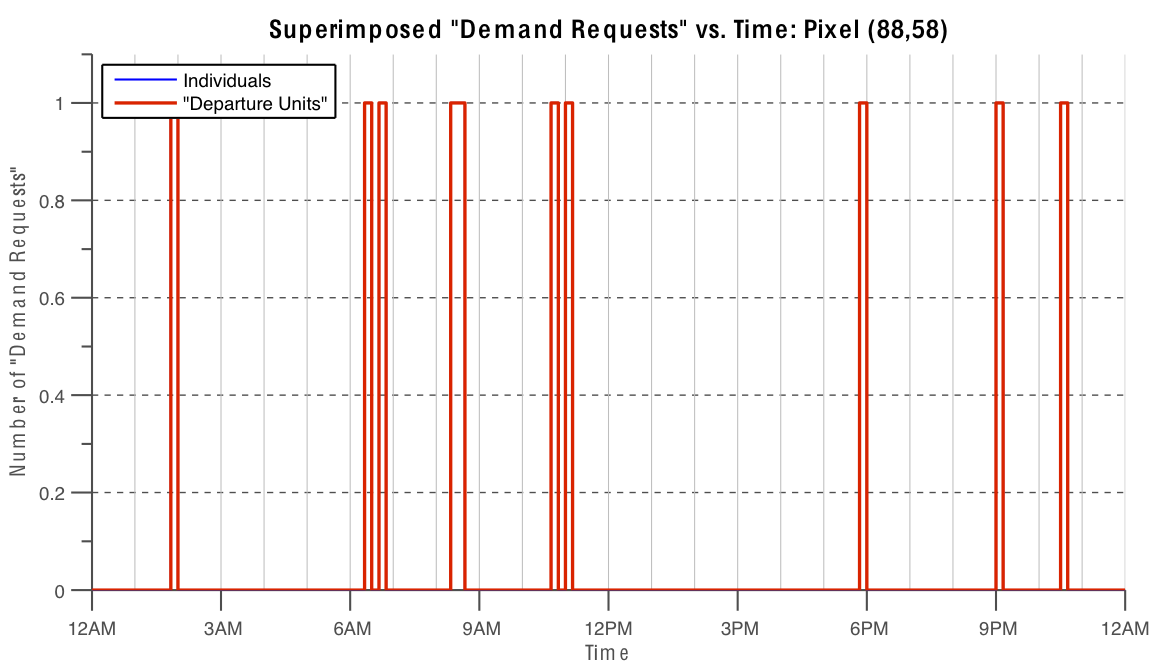 Superimposed "Demand Requests" vs. Time: Pixel (88,58)
Individuals
"Departure Units"
Number of "Demand Requests"
1
0.8
0.6
0.4
0.2
0
12AM 3AM 6AM 9AM 12PM 3PM 6PM 9PM 12AM
Time